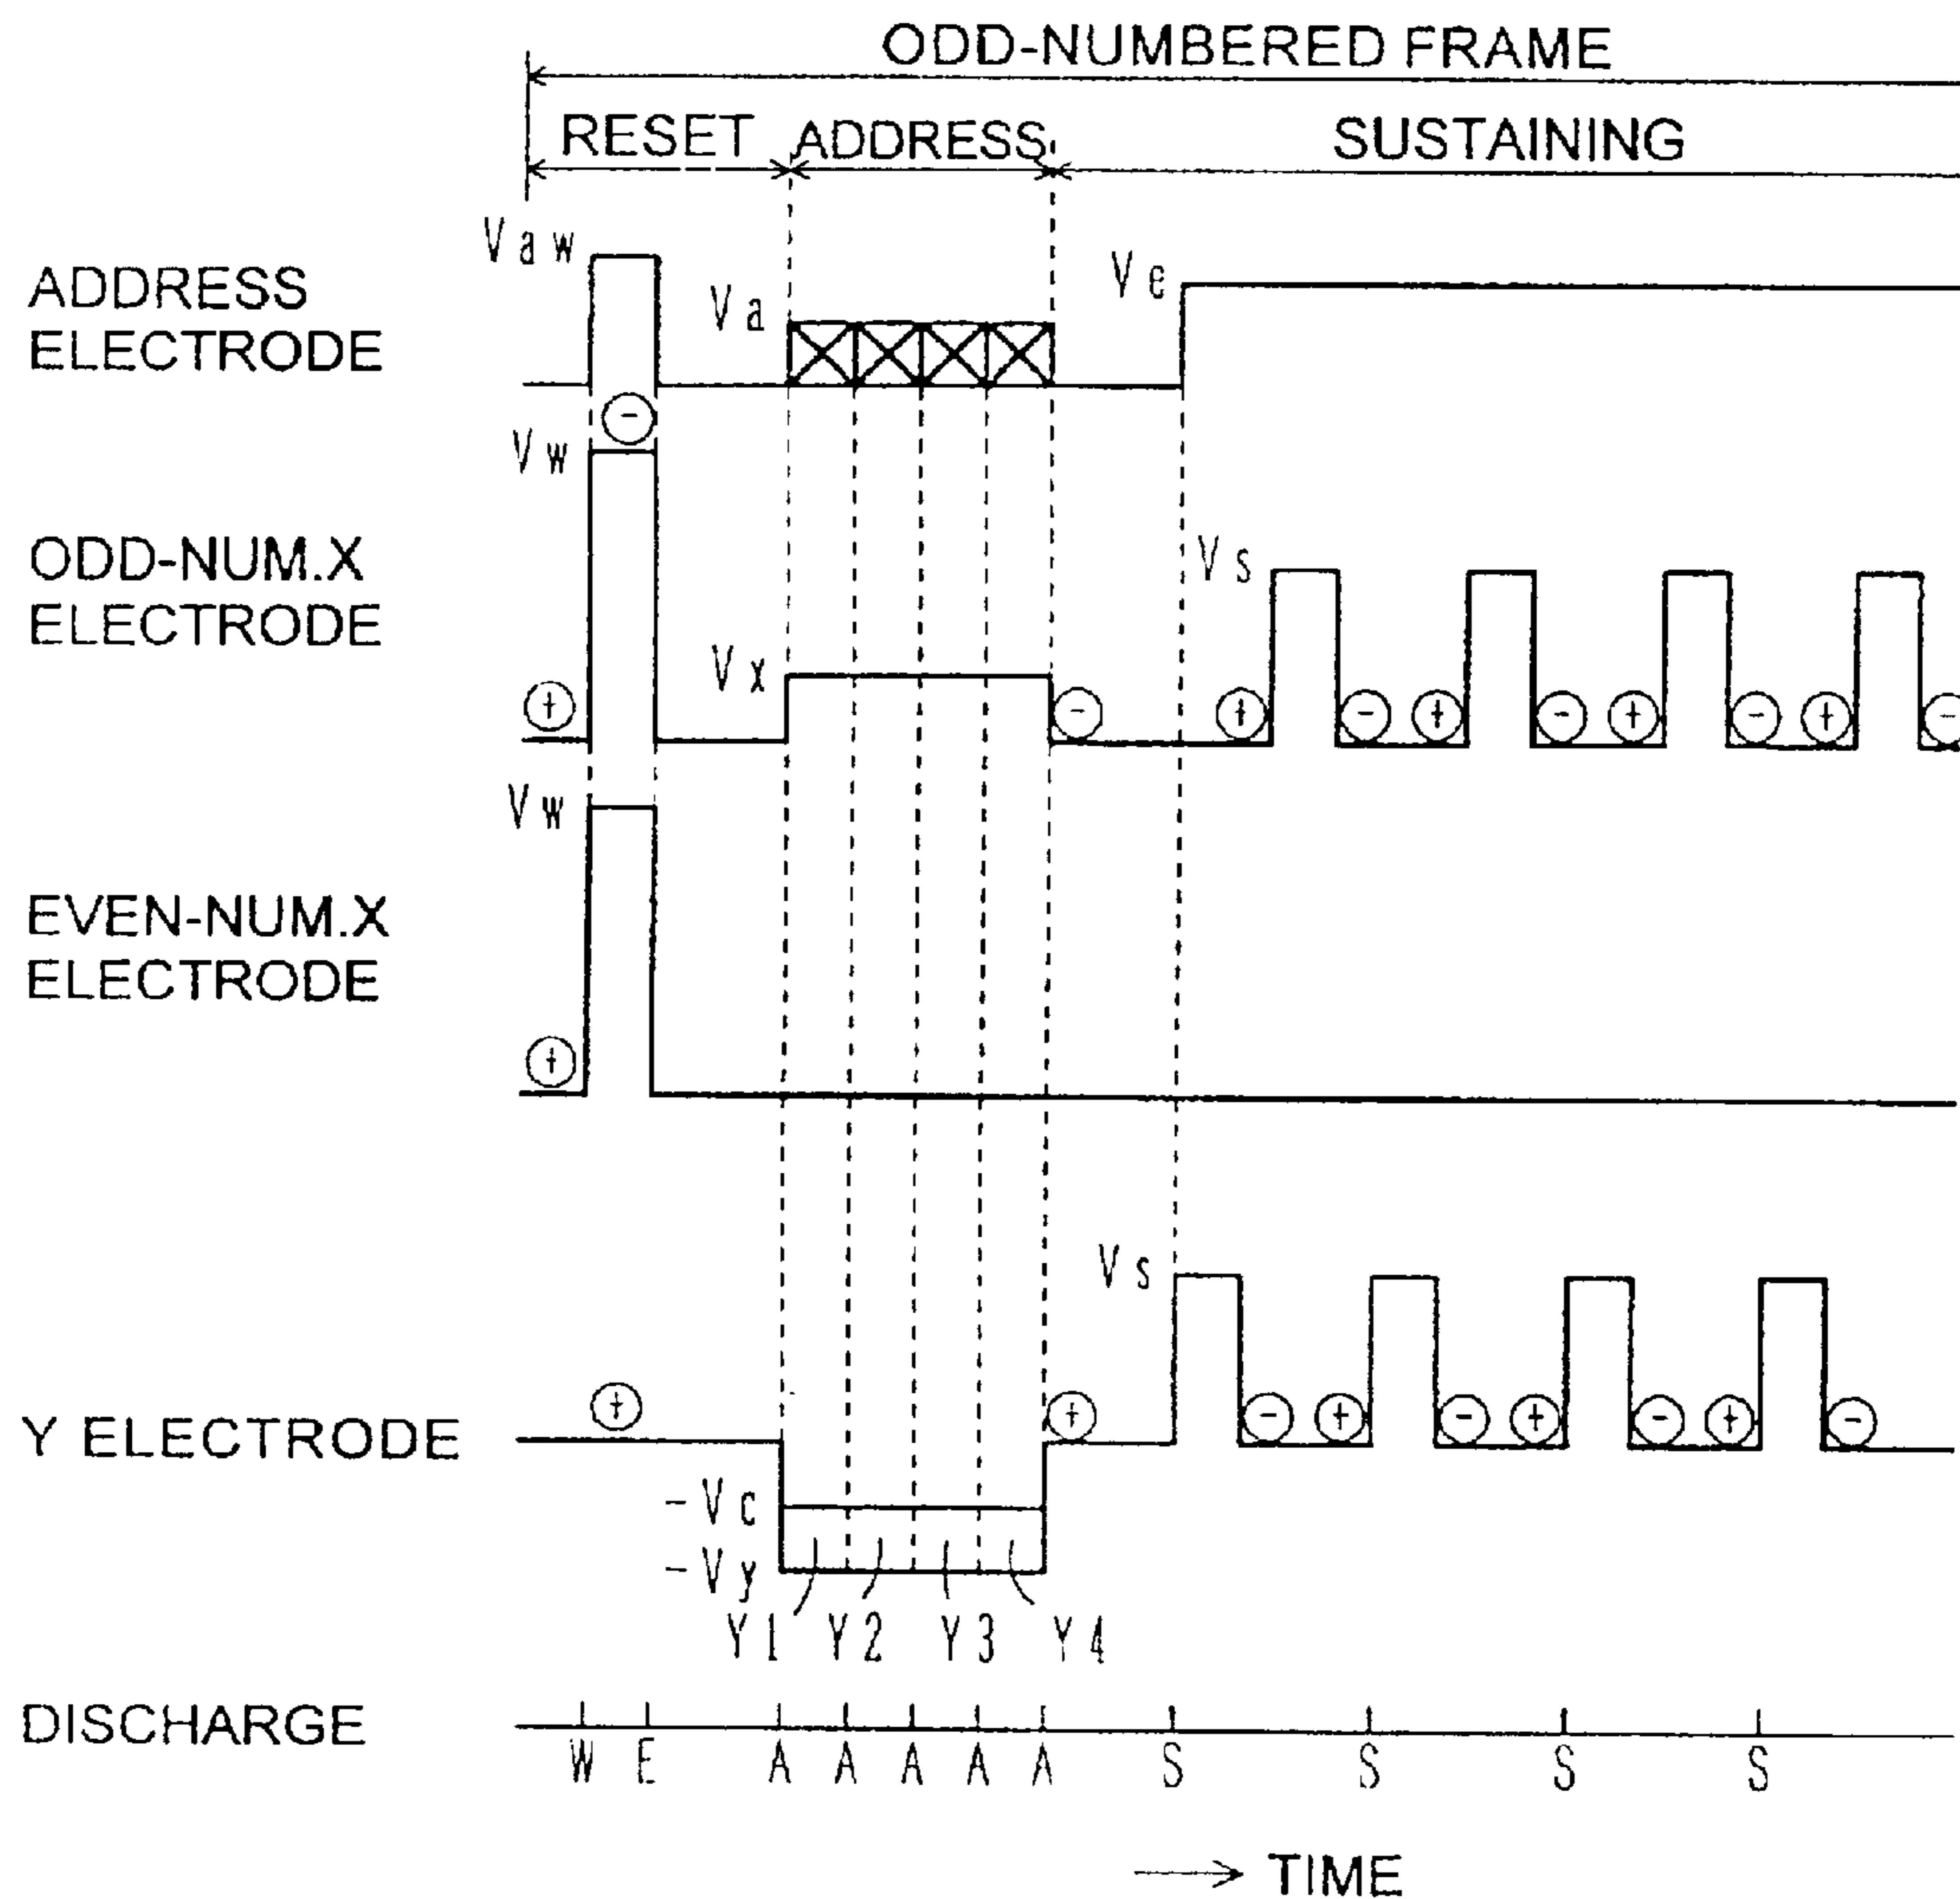 ODD-NUMBERED FRAME
RESET ADDRESS SUSTAINING
Vaw
ADDRESS
ELECTRODE
Va
Ve
−
Vw
ODD-NUM.X
ELECTRODE
Vs
Vx
+ − + − + − + − + −
Vw
EVEN-NUM.X
ELECTRODE
+
Vs
Y ELECTRODE
+ + − + − + − + −
-Vc
-Vy
Y1 Y2 Y3 Y4
DISCHARGE
W E A A A A A S S S S
TIME